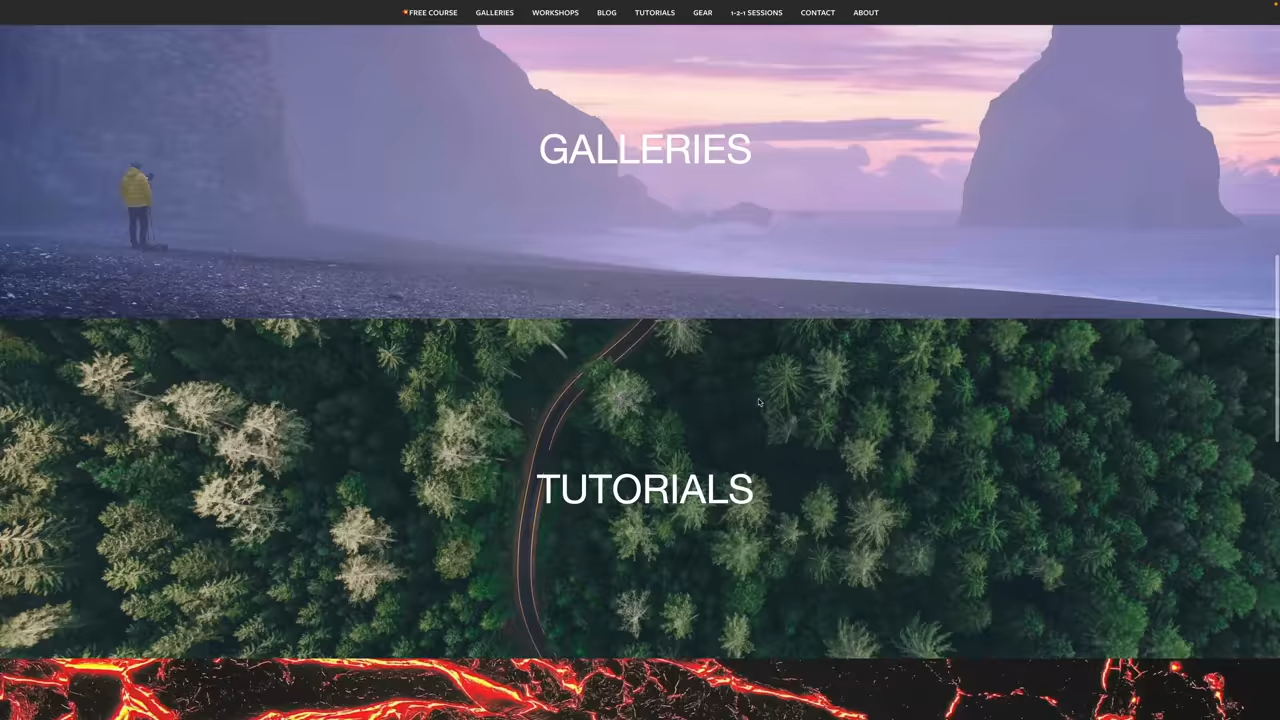 FREE COURSE GALLERIES WORKSHOPS BLOG TUTORIALS GEAR 1-2-1 SESSIONS CONTACT ABOUT
GALLERIES
TUTORIALS